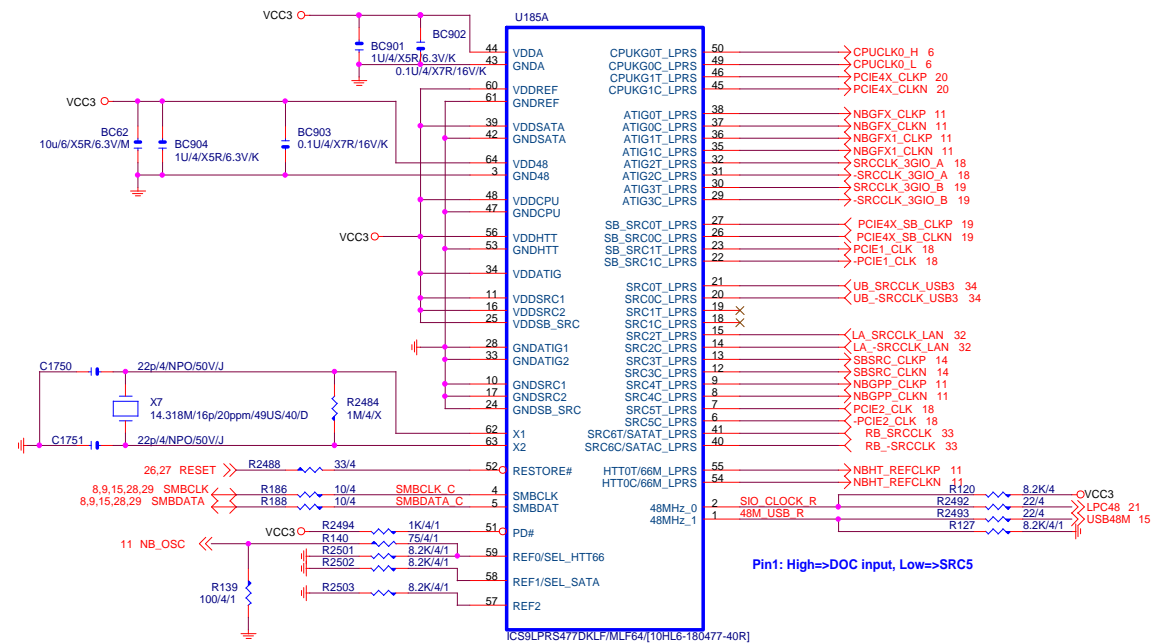 U185A
VCC3
BC901
1U/4/X5R/6.3V/K
BC902
0.1U/4/X7R/16V/K
VCC3
BC62
10u/6/X5R/6.3V/M
BC904
1U/4/X5R/6.3V/K
BC903
0.1U/4/X7R/16V/K
VCC3
C1750 22p/4/NPO/50V/J
X7
14.318M/16p/20ppm/49US/40/D
R2484
1M/4/X
C1751 22p/4/NPO/50V/J
26,27 RESET R2488 33/4
8,9,15,28,29 SMBCLK R186 10/4 SMBCLK_C
8,9,15,28,29 SMBDATA R188 10/4 SMBDATA_C
VCC3 R2494 1K/4/1
11 NB_OSC R140 75/4/1
R2501 8.2K/4/1
R2502 8.2K/4/1
R139
100/4/1
R2503 8.2K/4/1
44 VDDA
43 GNDA
60 VDDREF
61 GNDREF
39 VDDSATA
42 GNDSATA
64 VDD48
3 GND48
48 VDDCPU
47 GNDCPU
56 VDDHTT
53 GNDHTT
34 VDDATIG
11 VDDSRC1
16 VDDSRC2
25 VDDSB_SRC
28 GNDATIG1
33 GNDATIG2
10 GNDSRC1
17 GNDSRC2
24 GNDSB_SRC
62 X1
63 X2
52 RESTORE#
4 SMBCLK
5 SMBDAT
51 PD#
59 REF0/SEL_HTT66
58 REF1/SEL_SATA
57 REF2
CPUKG0T_LPRS 50 CPUCLK0_H 6
CPUKG0C_LPRS 49 CPUCLK0_L 6
CPUKG1T_LPRS 46 PCIE4X_CLKP 20
CPUKG1C_LPRS 45 PCIE4X_CLKN 20
ATIG0T_LPRS 38 NBGFX_CLKP 11
ATIG0C_LPRS 37 NBGFX_CLKN 11
ATIG1T_LPRS 36 NBGFX1_CLKP 11
ATIG1C_LPRS 35 NBGFX1_CLKN 11
ATIG2T_LPRS 32 SRCCLK_3GIO_A 18
ATIG2C_LPRS 31 -SRCCLK_3GIO_A 18
ATIG3T_LPRS 30 SRCCLK_3GIO_B 19
ATIG3C_LPRS 29 -SRCCLK_3GIO_B 19
SB_SRC0T_LPRS 27 PCIE4X_SB_CLKP 19
SB_SRC0C_LPRS 26 PCIE4X_SB_CLKN 19
SB_SRC1T_LPRS 23 PCIE1_CLK 18
SB_SRC1C_LPRS 22 -PCIE1_CLK 18
SRC0T_LPRS 21 UB_SRCCLK_USB3 34
SRC0C_LPRS 20 UB_-SRCCLK_USB3 34
SRC1T_LPRS 19
SRC1C_LPRS 18
SRC2T_LPRS 15 LA_SRCCLK_LAN 32
SRC2C_LPRS 14 LA_-SRCCLK_LAN 32
SRC3T_LPRS 13 SBSRC_CLKP 14
SRC3C_LPRS 12 SBSRC_CLKN 14
SRC4T_LPRS 9 NBGPP_CLKP 11
SRC4C_LPRS 8 NBGPP_CLKN 11
SRC5T_LPRS 7 PCIE2_CLK 18
SRC5C_LPRS 6 -PCIE2_CLK 18
SRC6T/SATAT_LPRS 41 RB_SRCCLK 33
SRC6C/SATAC_LPRS 40 RB_-SRCCLK 33
HTT0T/66M_LPRS 55 NBHT_REFCLKP 11
HTT0C/66M_LPRS 54 NBHT_REFCLKN 11
R120 8.2K/4 VCC3
48MHz_0 2 SIO_CLOCK_R R2492 22/4 LPC48 21
48MHz_1 1 48M_USB_R R2493 22/4 USB48M 15
R127 8.2K/4/1
Pin1: High=>DOC input, Low=>SRC5
ICS9LPRS477DKLF/MLF64/[10HL6-180477-40R]